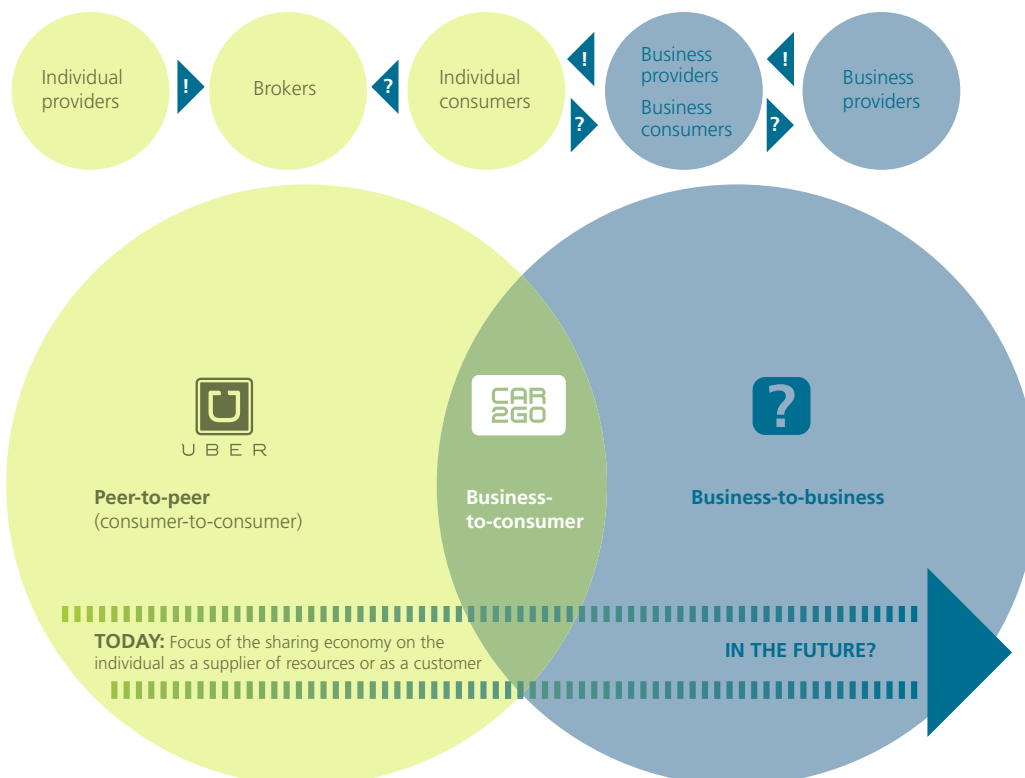 Individual
providers
!
Brokers
?
Individual
consumers
!
?
Business
providers
Business
consumers
!
?
Business
providers
U
UBER
CAR
2GO
?
Peer-to-peer
(consumer-to-consumer)
Business-
to-consumer
Business-to-business
TODAY: Focus of the sharing economy on the
individual as a supplier of resources or as a customer
IN THE FUTURE?